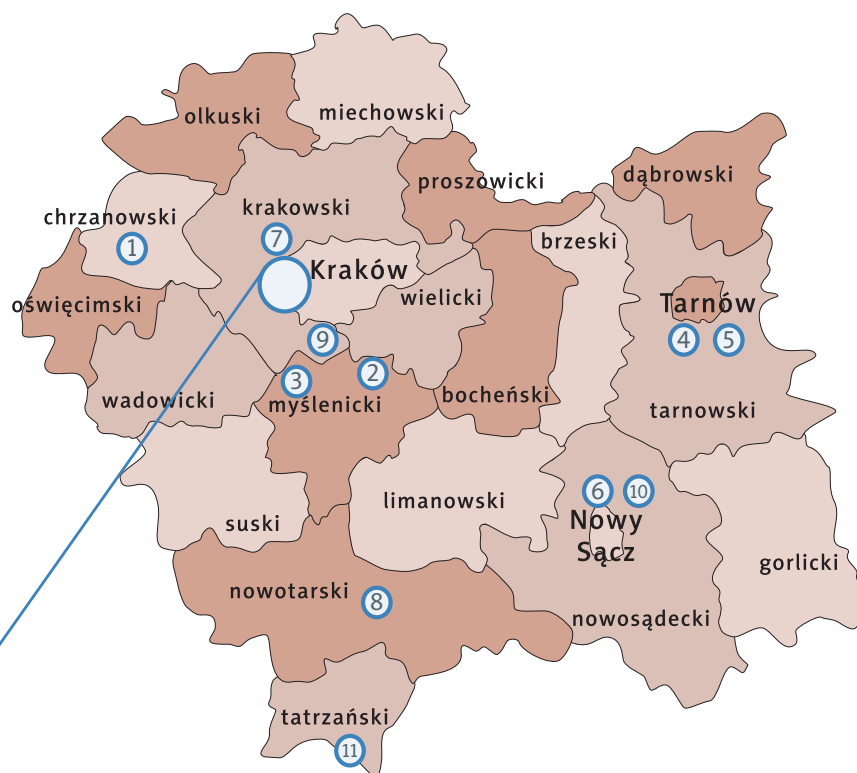 olkuski
miechowski
proszowicki
dąbrowski
chrzanowski
krakowski
1
7
brzeski
Kraków
oświęcimski
wielicki
Tarnów
9
4
5
3
2
wadowicki
myślenicki
bocheński
tarnowski
6
10
limanowski
suski
Nowy
Sącz
gorlicki
nowotarski
8
nowosądecki
tatrzański
11